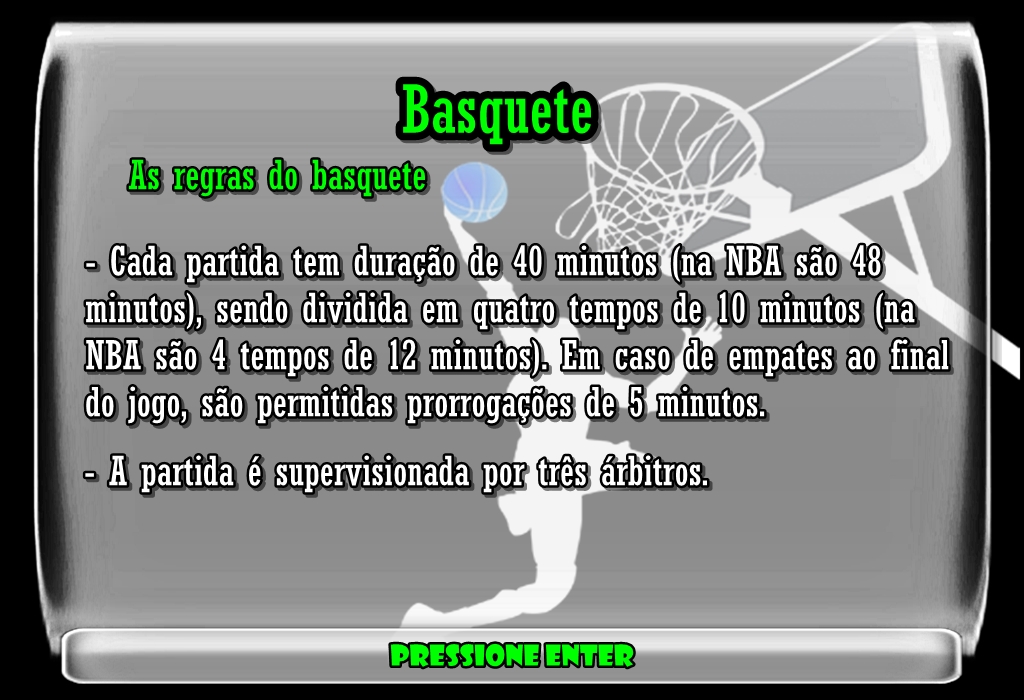 Basquete
As regras do basquete
- Cada partida tem duração de 40 minutos (na NBA são 48
minutos), sendo dividida em quatro tempos de 10 minutos (na
NBA são 4 tempos de 12 minutos). Em caso de empates ao final
do jogo, são permitidas prorrogações de 5 minutos.
- A partida é supervisionada por três árbitros.
PRESSIONE ENTER